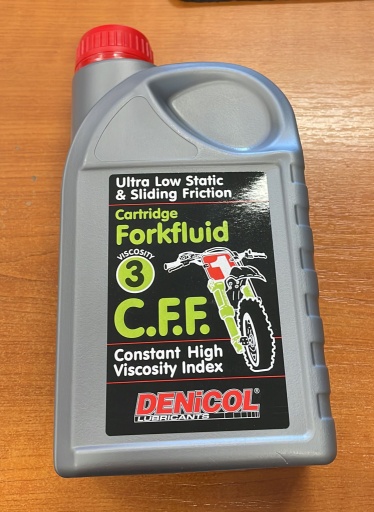 Ultra Low Static
& Sliding Friction
Cartridge
Forkfluid
VISCOSITY
3
C.F.F.
Constant High
Viscosity Index
DENiCOL®
LUBRICANTS